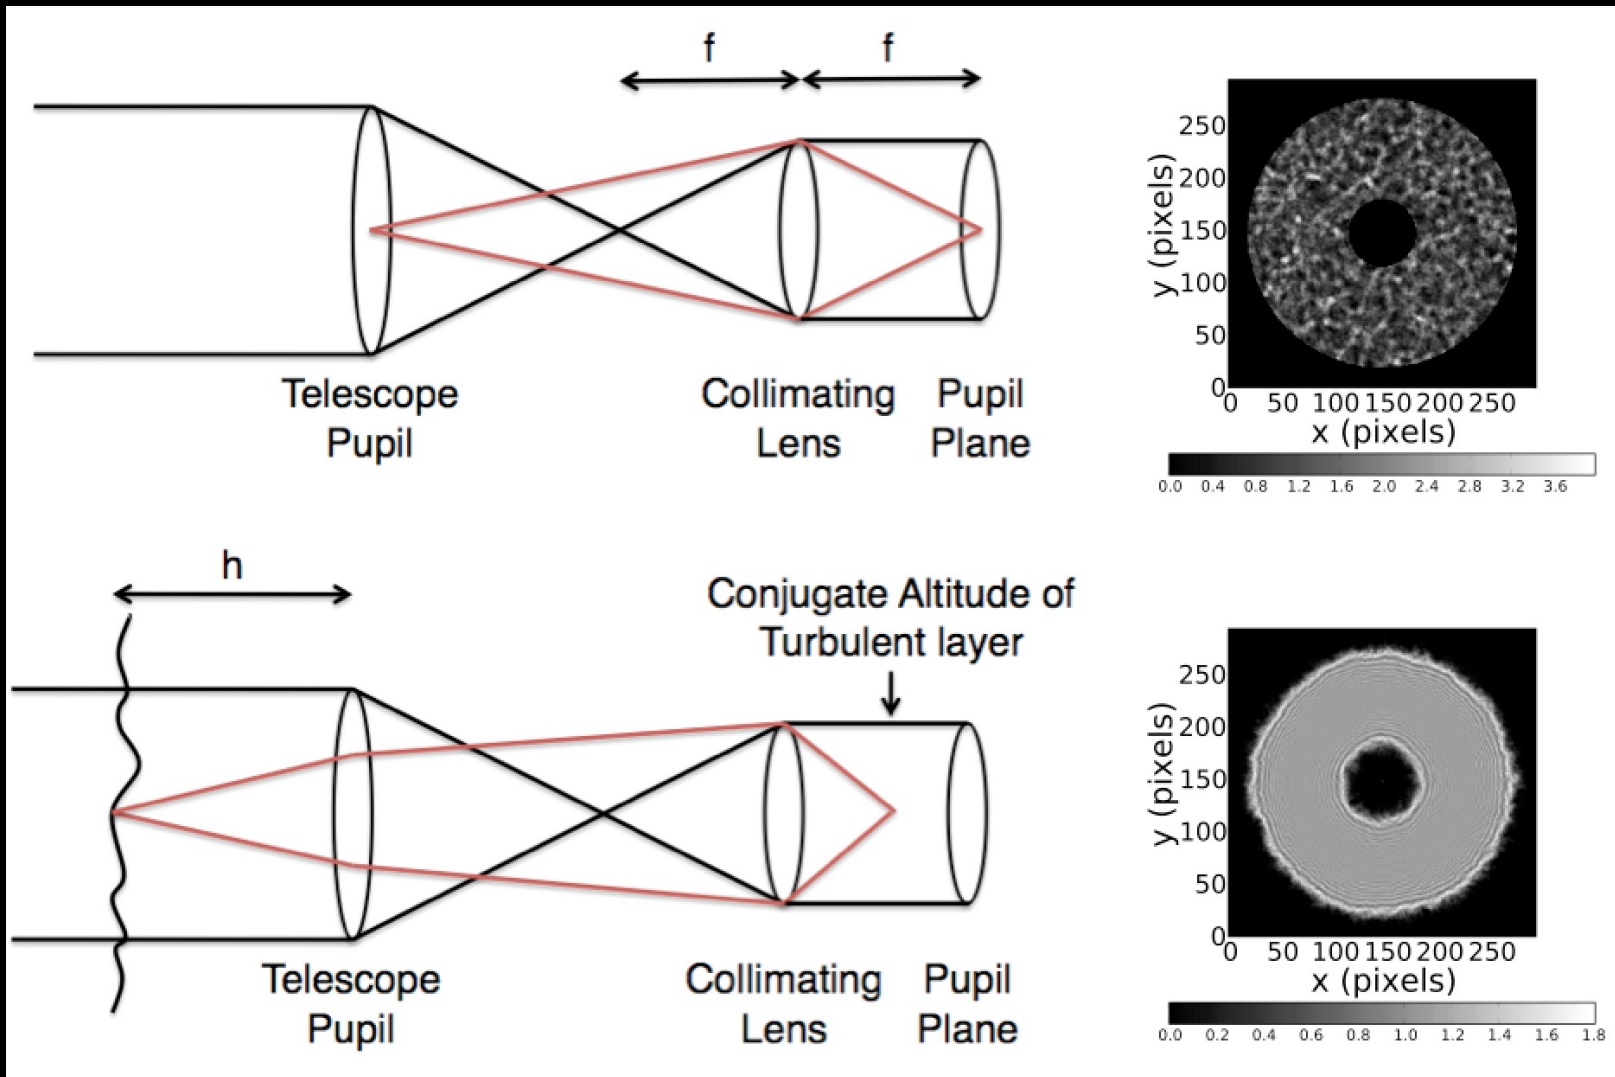 f
f
Telescope
Pupil
Collimating
Lens
Pupil
Plane
y (pixels)
250
200
150
100
50
0
0 50 100 150 200 250
x (pixels)
0.0 0.4 0.8 1.2 1.6 2.0 2.4 2.8 3.2 3.6
h
Conjugate Altitude of
Turbulent layer
Telescope
Pupil
Collimating
Lens
Pupil
Plane
y (pixels)
250
200
150
100
50
0
0 50 100 150 200 250
x (pixels)
0.0 0.2 0.4 0.6 0.8 1.0 1.2 1.4 1.6 1.8